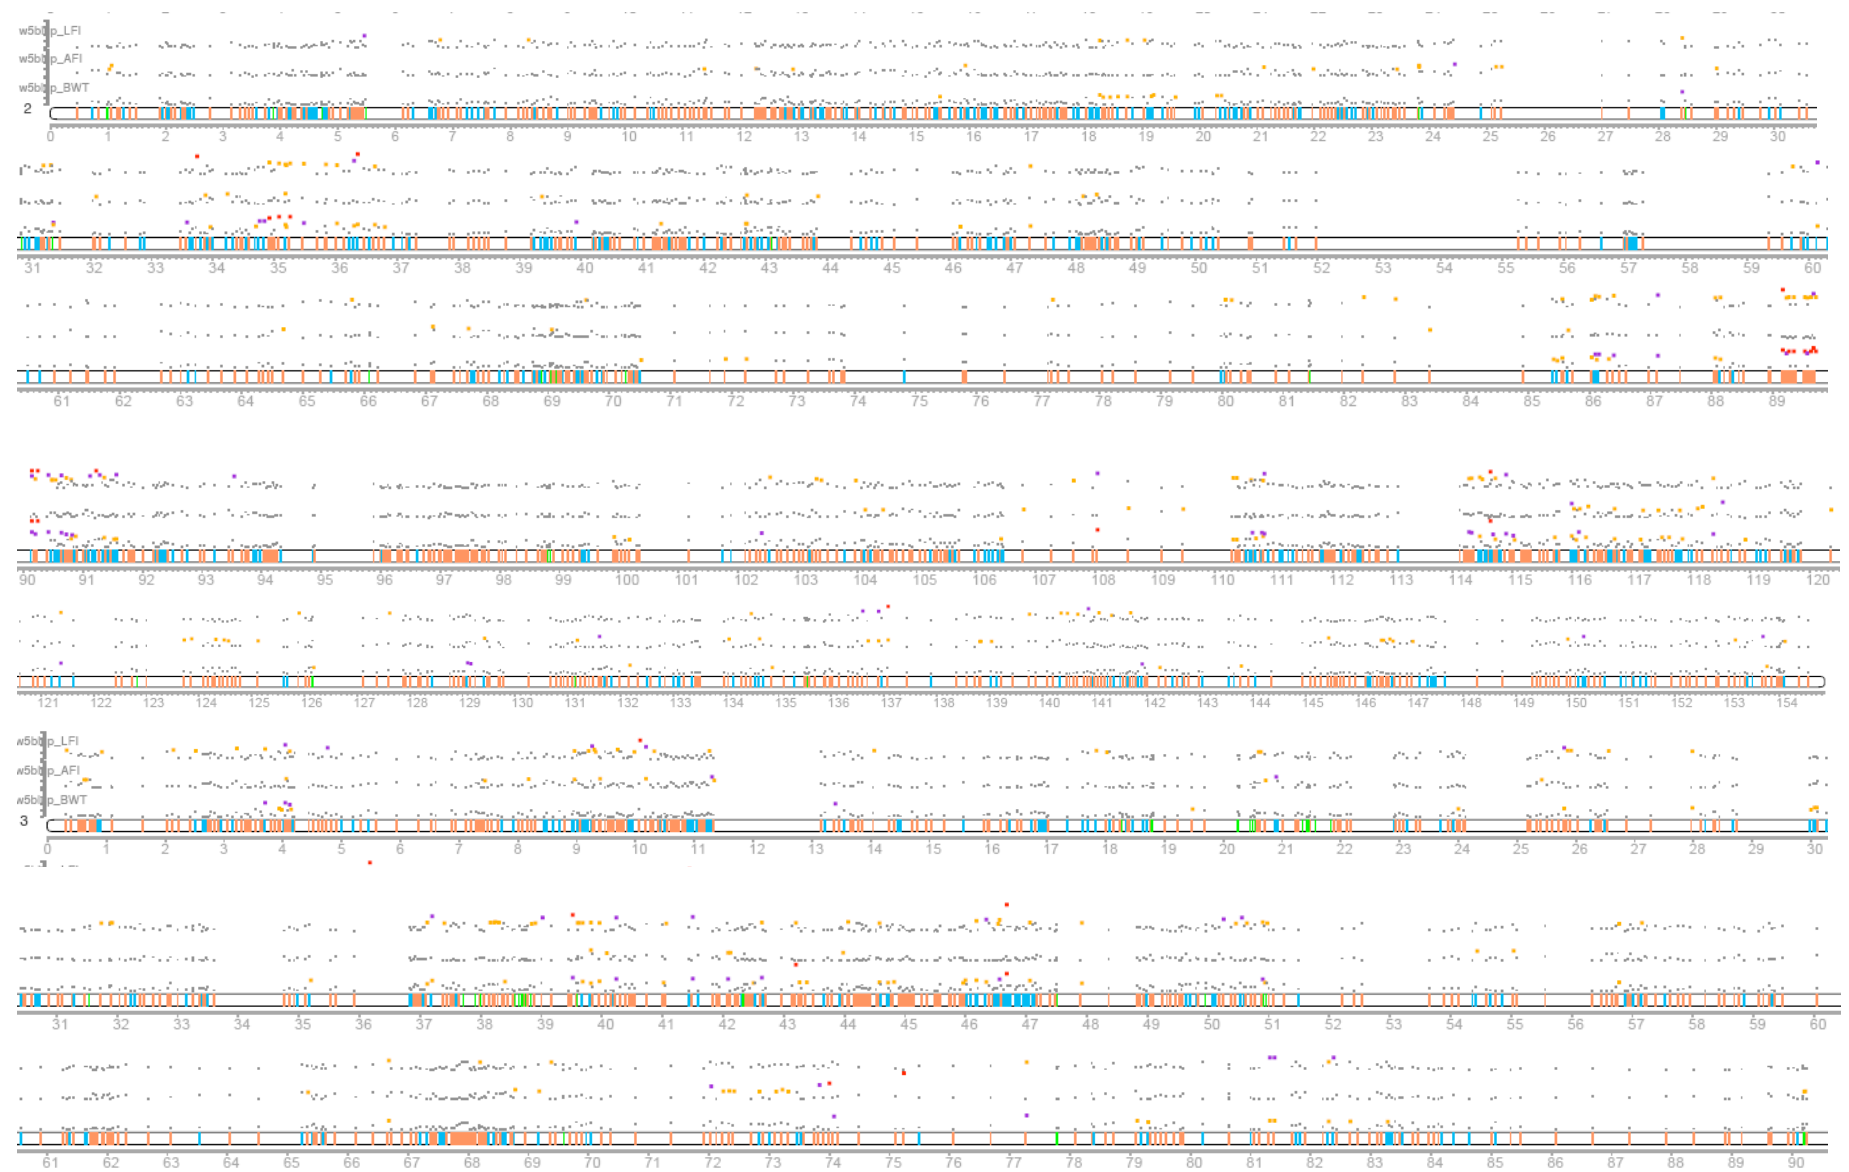 w5b p_LFI
w5b p_AFI
w5b p_BWT
2
0 1 2 3 4 5 6 7 8 9 10 11 12 13 14 15 16 17 18 19 20 21 22 23 24 25 26 27 28 29 30
31 32 33 34 35 36 37 38 39 40 41 42 43 44 45 46 47 48 49 50 51 52 53 54 55 56 57 58 59 60
61 62 63 64 65 66 67 68 69 70 71 72 73 74 75 76 77 78 79 80 81 82 83 84 85 86 87 88 89
90 91 92 93 94 95 96 97 98 99 100 101 102 103 104 105 106 107 108 109 110 111 112 113 114 115 116 117 118 119 120
121 122 123 124 125 126 127 128 129 130 131 132 133 134 135 136 137 138 139 140 141 142 143 144 145 146 147 148 149 150 151 152 153 154
w5b p_LFI
w5b p_AFI
w5b p_BWT
3
0 1 2 3 4 5 6 7 8 9 10 11 12 13 14 15 16 17 18 19 20 21 22 23 24 25 26 27 28 29 30
31 32 33 34 35 36 37 38 39 40 41 42 43 44 45 46 47 48 49 50 51 52 53 54 55 56 57 58 59 60
61 62 63 64 65 66 67 68 69 70 71 72 73 74 75 76 77 78 79 80 81 82 83 84 85 86 87 88 89 90